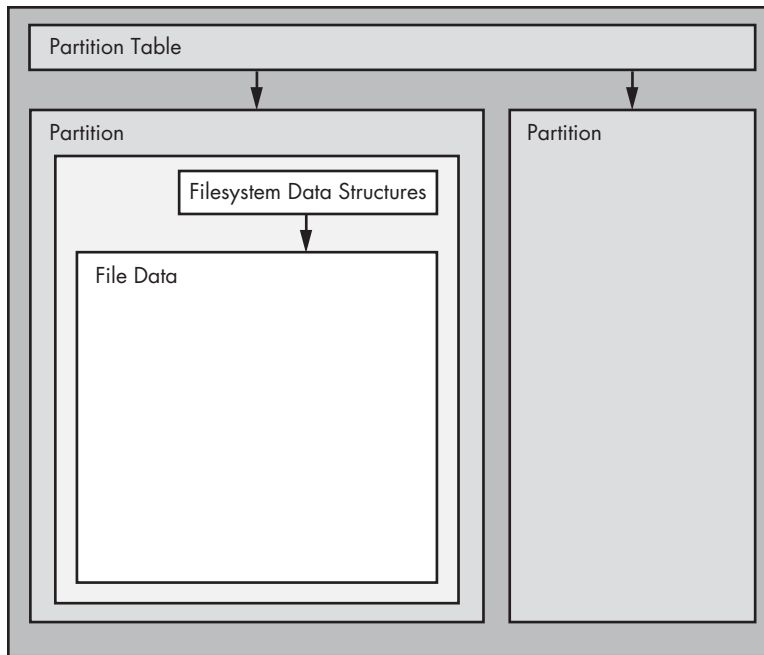 Partition Table
Partition
Partition
Filesystem Data Structures
File Data